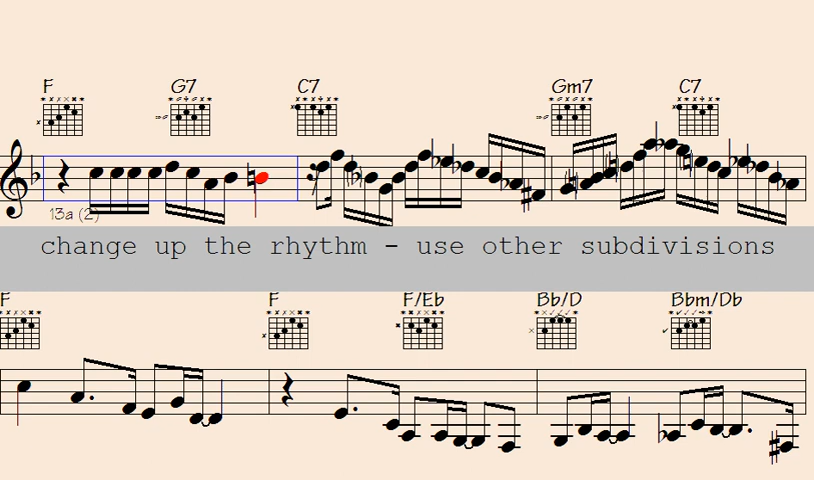 F G7 C7 Gm7 C7
13a (2)
change up the rhythm - use other subdivisions
F F F/Eb Bb/D Bbm/Db